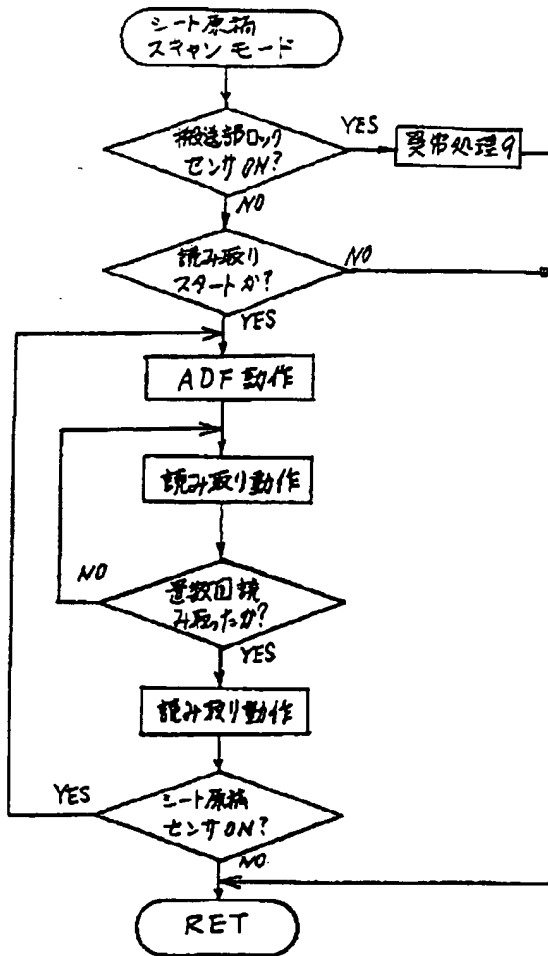 シート原稿
スキャンモード
搬送部ロック
センサON?
YES
異常処理9
NO
読み取り
スタートか?
NO
YES
ADF動作
読み取り動作
NO
置数回読
み取ったか?
YES
読み取り動作
YES
シート原稿
センサON?
NO
RET